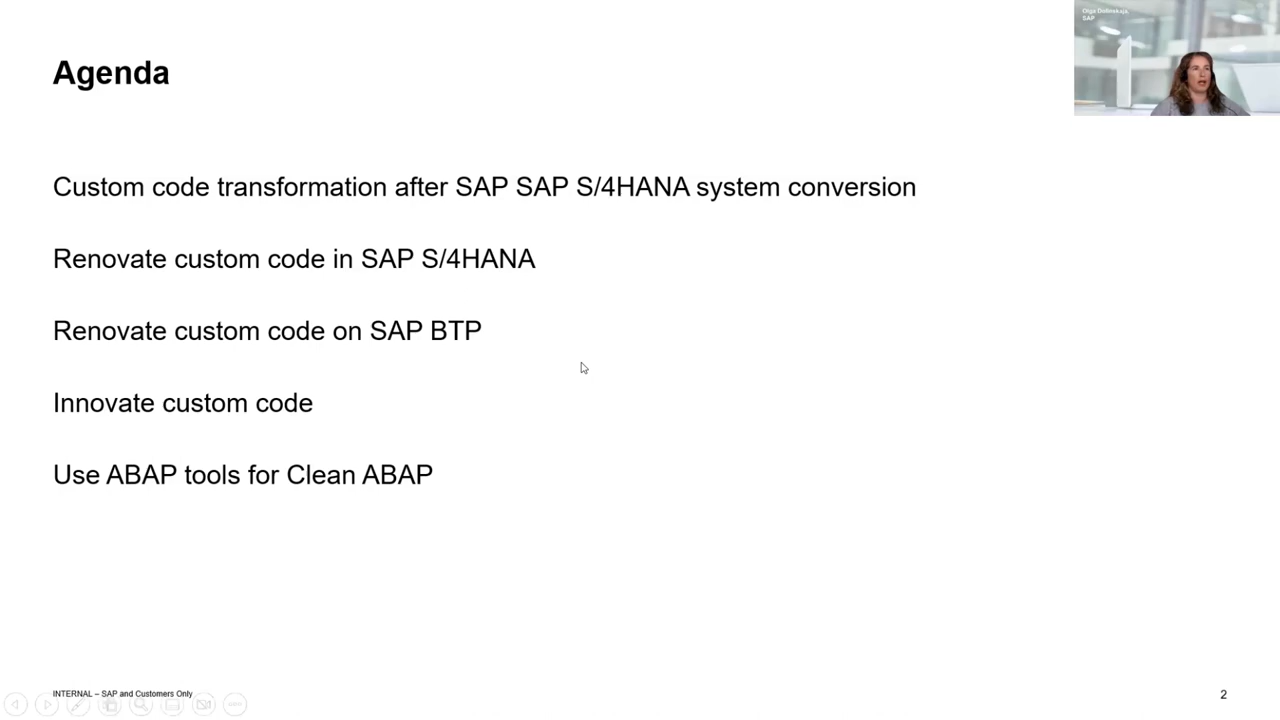 Olga Dolinskaja,
SAP
Agenda
Custom code transformation after SAP SAP S/4HANA system conversion
Renovate custom code in SAP S/4HANA
Renovate custom code on SAP BTP
Innovate custom code
Use ABAP tools for Clean ABAP
INTERNAL – SAP and Customers Only
2